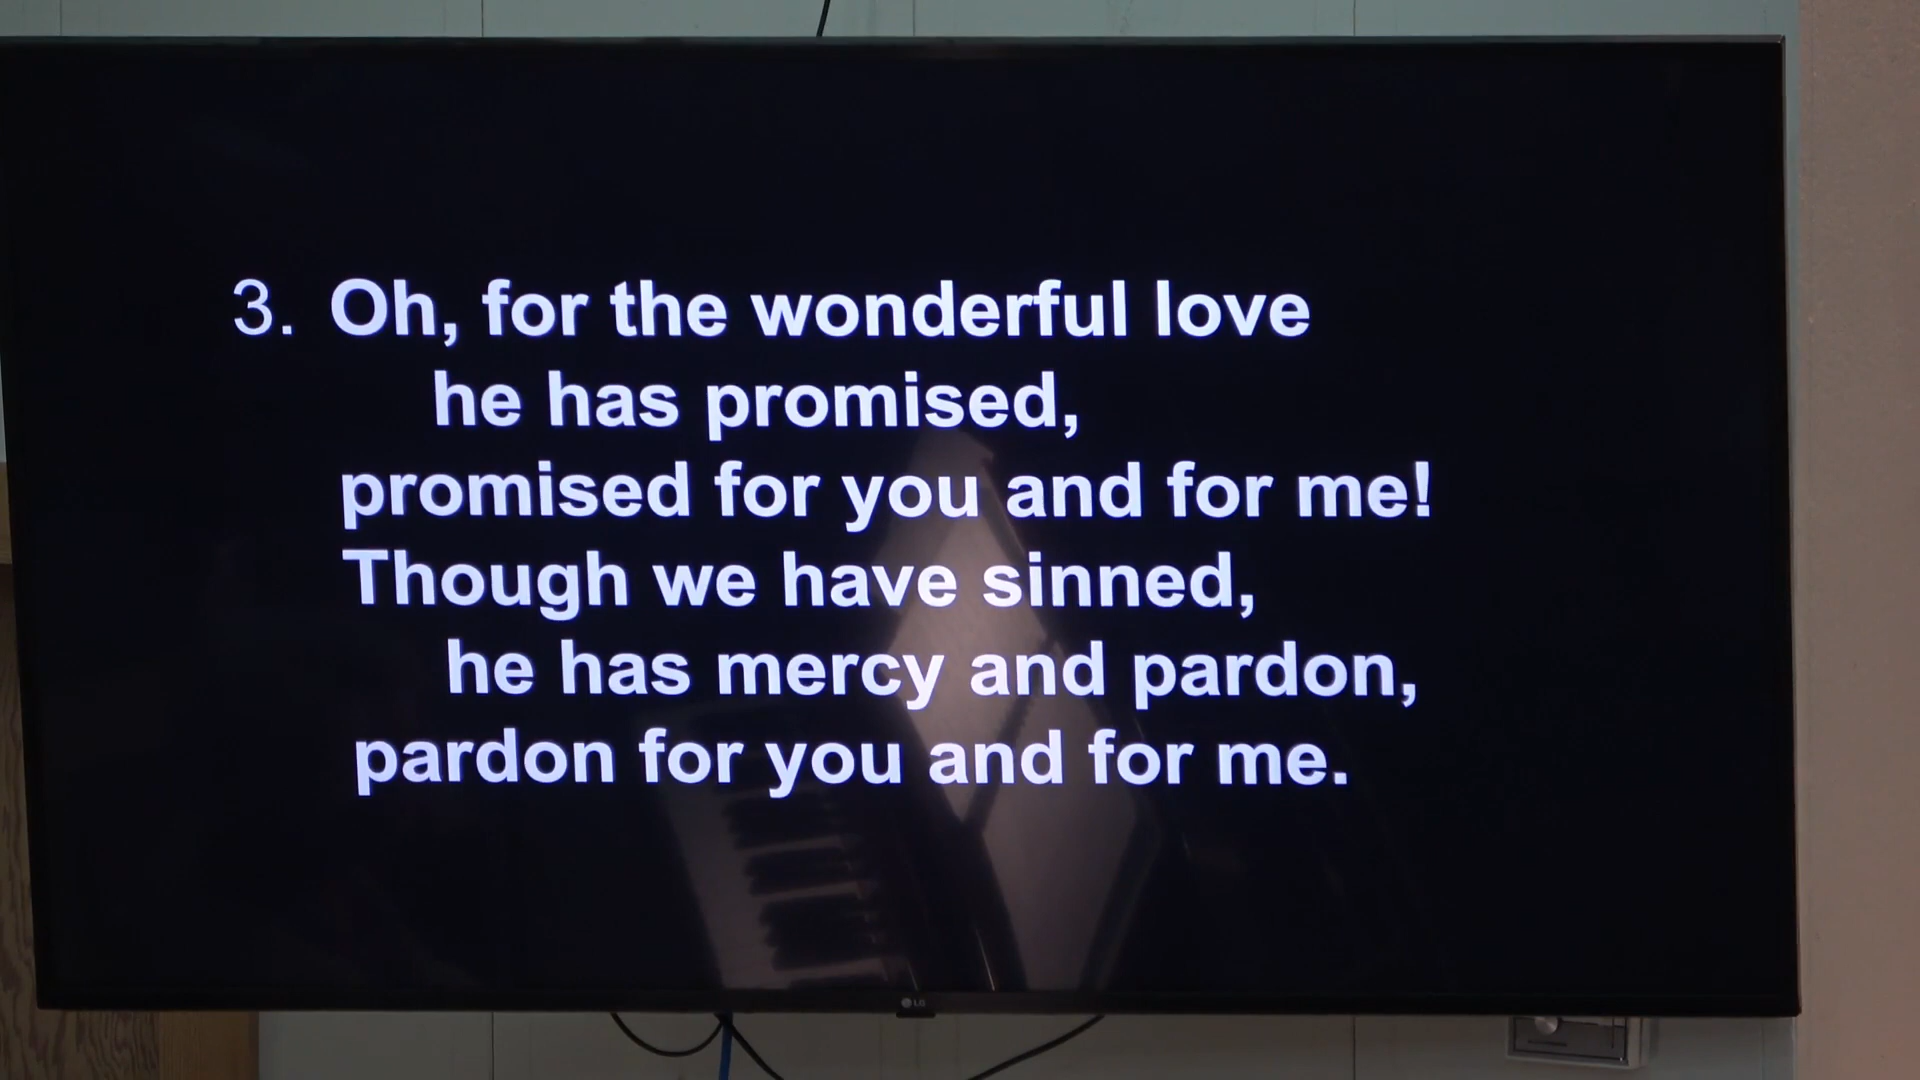 3. Oh, for the wonderful love
he has promised,
promised for you and for me!
Though we have sinned,
he has mercy and pardon,
pardon for you and for me.
LG